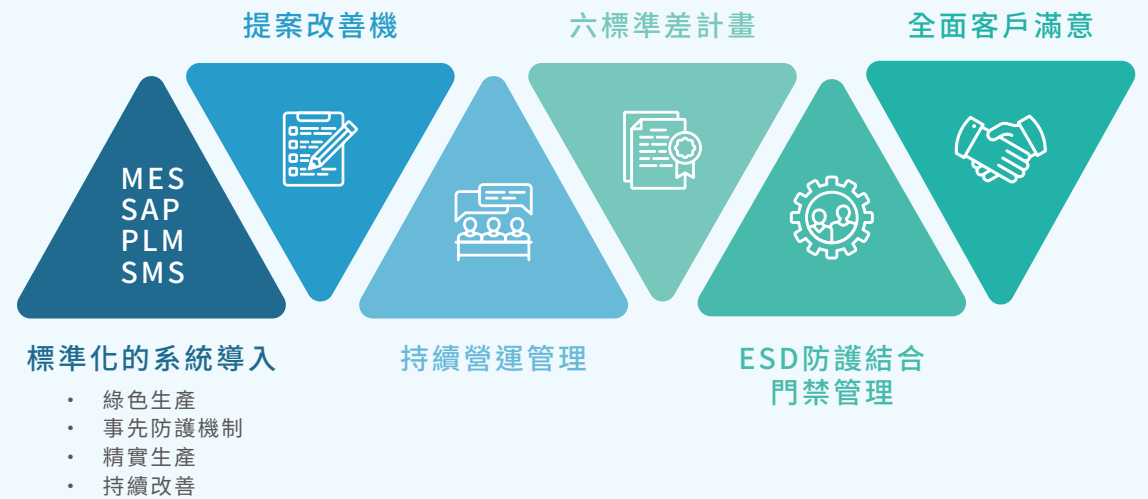 提案改善機
六標準差計畫
全面客戶滿意
MES
SAP
PLM
SMS
標準化的系統導入
• 綠色生產
• 事先防護機制
• 精實生產
• 持續改善
持續營運管理
ESD防護結合
門禁管理